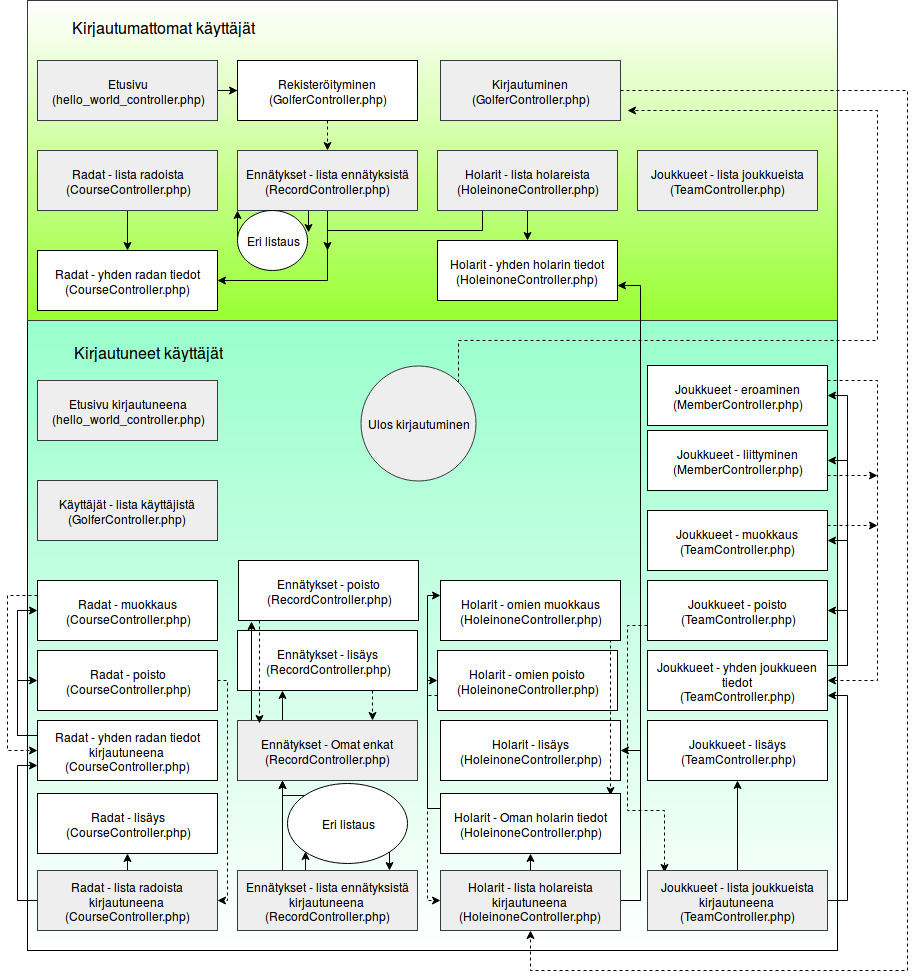 Kirjautumattomat käyttäjät
Etusivu
(hello_world_controller.php)
Rekisteröityminen
(GolferController.php)
Kirjautuminen
(GolferController.php)
Radat - lista radoista
(CourseController.php)
Ennätykset - lista ennätyksistä
(RecordController.php)
Holarit - lista holareista
(HoleinoneController.php)
Joukkueet - lista joukkueista
(TeamController.php)
Eri listaus
Radat - yhden radan tiedot
(CourseController.php)
Holarit - yhden holarin tiedot
(HoleinoneController.php)
Kirjautuneet käyttäjät
Etusivu kirjautuneena
(hello_world_controller.php)
Ulos kirjautuminen
Joukkueet - eroaminen
(MemberController.php)
Joukkueet - liittyminen
(MemberController.php)
Käyttäjät - lista käyttäjistä
(GolferController.php)
Joukkueet - muokkaus
(TeamController.php)
Radat - muokkaus
(CourseController.php)
Ennätykset - poisto
(RecordController.php)
Holarit - omien muokkaus
(HoleinoneController.php)
Joukkueet - poisto
(TeamController.php)
Radat - poisto
(CourseController.php)
Ennätykset - lisäys
(RecordController.php)
Holarit - omien poisto
(HoleinoneController.php)
Joukkueet - yhden joukkueen
tiedot
(TeamController.php)
Radat - yhden radan tiedot
kirjautuneena
(CourseController.php)
Ennätykset - Omat enkat
(RecordController.php)
Holarit - lisäys
(HoleinoneController.php)
Joukkueet - lisäys
(TeamController.php)
Radat - lisäys
(CourseController.php)
Eri listaus
Holarit - Oman holarin tiedot
(HoleinoneController.php)
Radat - lista radoista
kirjautuneena
(CourseController.php)
Ennätykset - lista ennätyksistä
kirjautuneena
(RecordController.php)
Holarit - lista holareista
kirjautuneena
(HoleinoneController.php)
Joukkueet - lista joukkueista
kirjautuneena
(TeamController.php)